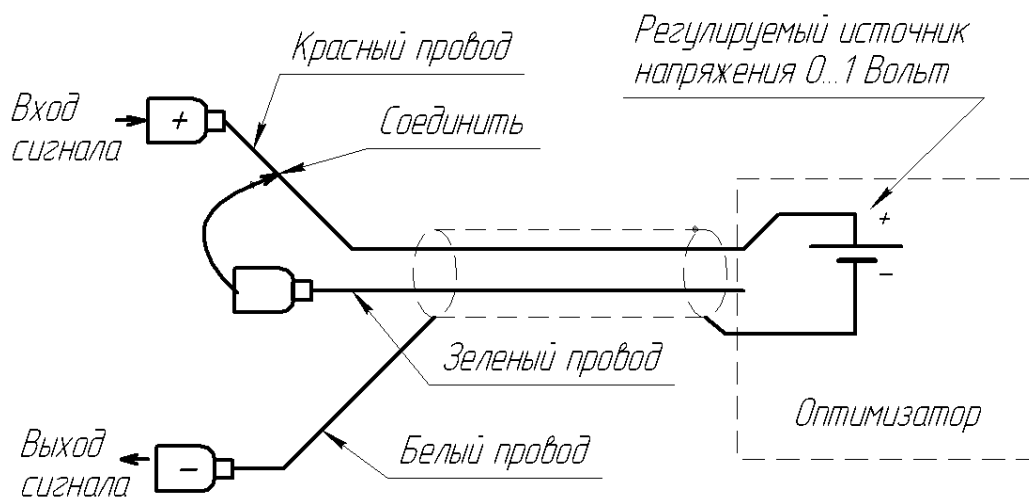 Красный провод
Регулируемый источник
напряжения 0...1 Вольт
Вход
сигнала
+
Соединить
+
−
Зеленый провод
Оптимизатор
Выход
сигнала
−
Белый провод